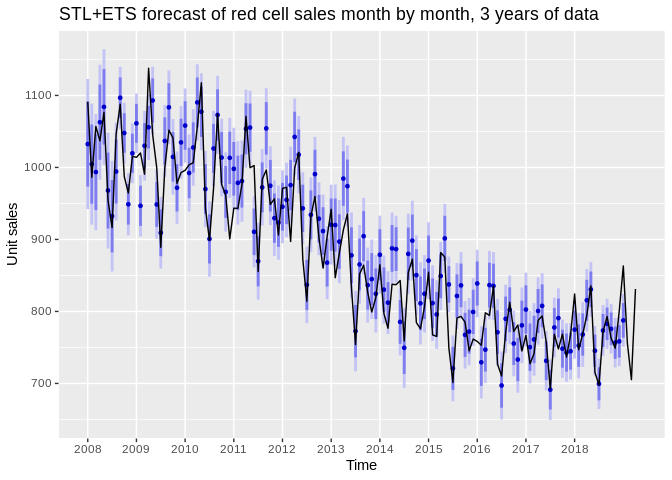 STL+ETS forecast of red cell sales month by month, 3 years of data
Unit sales
1100
1000
900
800
700
2008 2009 2010 2011 2012 2013 2014 2015 2016 2017 2018
Time